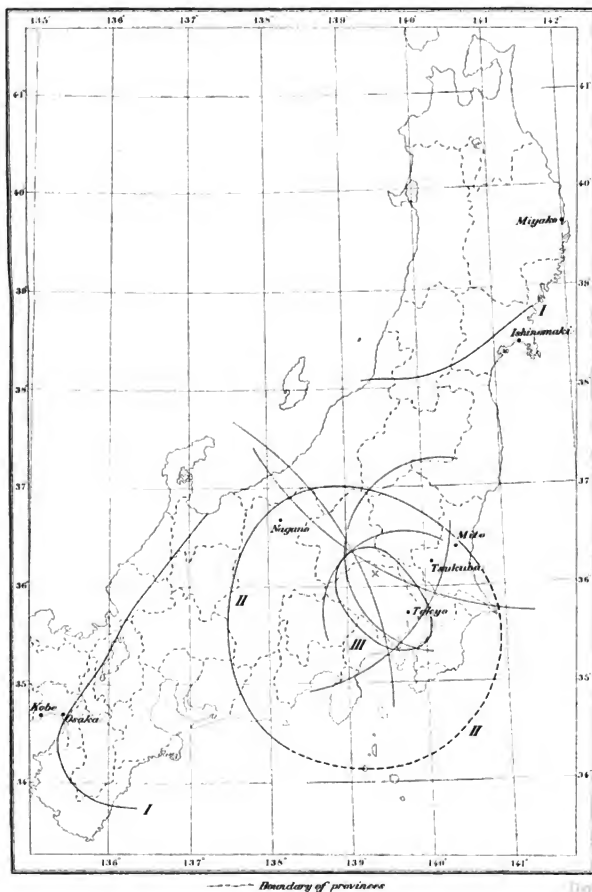 135° 136° 137° 138° 139° 140° 141° 142°
41° 41°
40° 40°
Miyako
39° 39°
I
Ishinomaki
38° 38°
37° 37°
Nagano
Mito
Tsukuba
36° 36°
II
Tokyo
III
35° 35°
Kobe
Osaka
II
34° 34°
I
136° 137° 138° 139° 140° 141°
Boundary of provinces